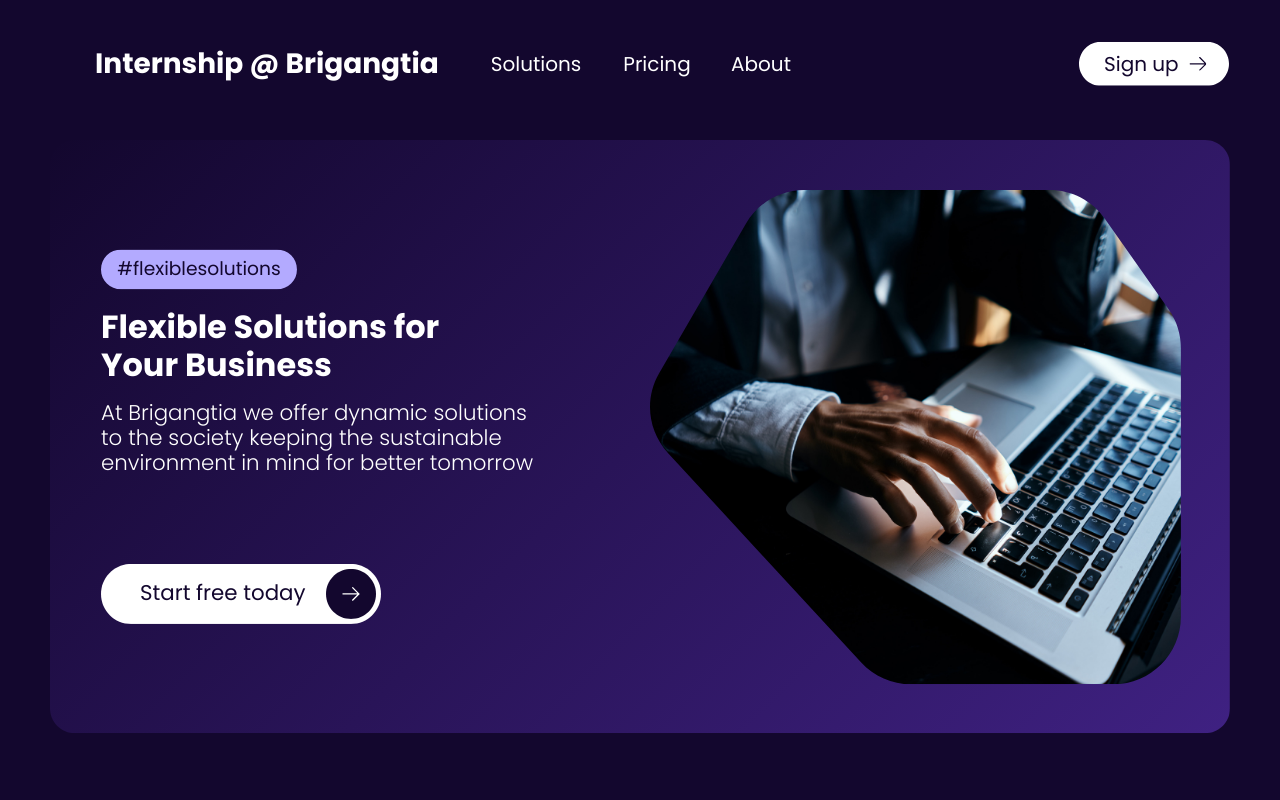 Internship @ Brigangtia
Solutions
Pricing
About
Sign up
#flexiblesolutions
Flexible Solutions for
Your Business
At Brigangtia we offer dynamic solutions
to the society keeping the sustainable
environment in mind for better tomorrow
Start free today